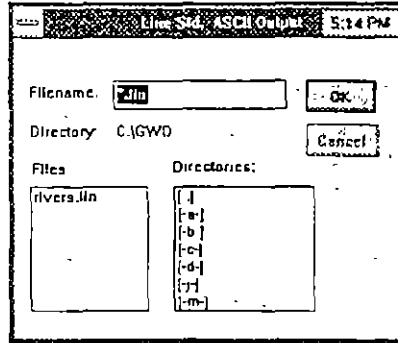 Line Std. ASCII Output 5:14 PM
Filename: *.lin OK
Directory C:\GWD Cancel
Files Directories:
rivers.lin [..]
[-a-]
[-b-]
[-c-]
[-d-]
[-j-]
[-m-]